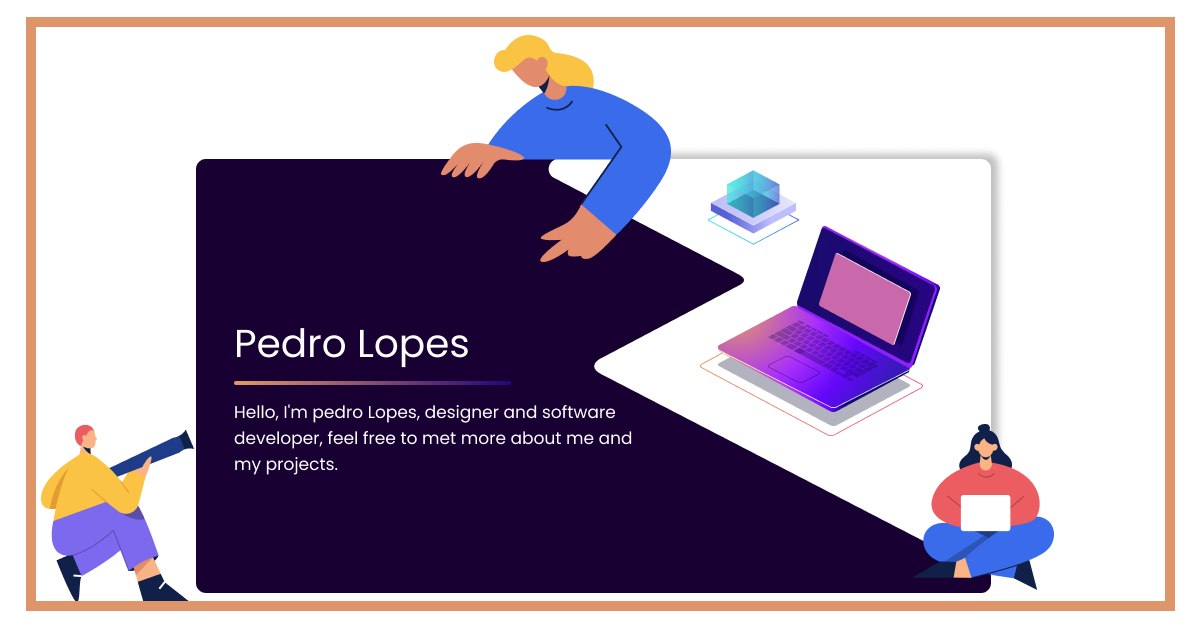 Pedro Lopes
Hello, I'm pedro Lopes, designer and software
developer, feel free to met more about me and
my projects.